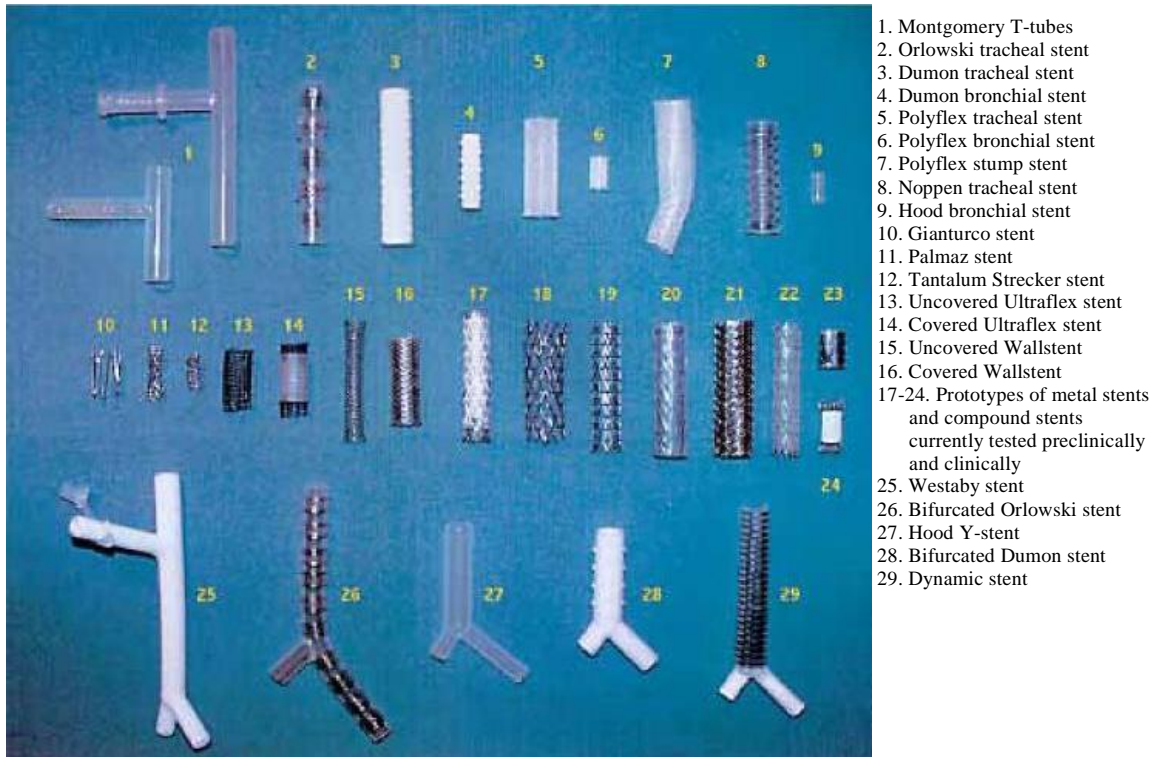 1
2
3
4
5
6
7
8
9
10
11
12
13
14
15
16
17
18
19
20
21
22
23
24
25
26
27
28
29
1. Montgomery T-tubes
2. Orlowski tracheal stent
3. Dumon tracheal stent
4. Dumon bronchial stent
5. Polyflex tracheal stent
6. Polyflex bronchial stent
7. Polyflex stump stent
8. Noppen tracheal stent
9. Hood bronchial stent
10. Gianturco stent
11. Palmaz stent
12. Tantalum Strecker stent
13. Uncovered Ultraflex stent
14. Covered Ultraflex stent
15. Uncovered Wallstent
16. Covered Wallstent
17-24. Prototypes of metal stents
and compound stents
currently tested preclinically
and clinically
25. Westaby stent
26. Bifurcated Orlowski stent
27. Hood Y-stent
28. Bifurcated Dumon stent
29. Dynamic stent